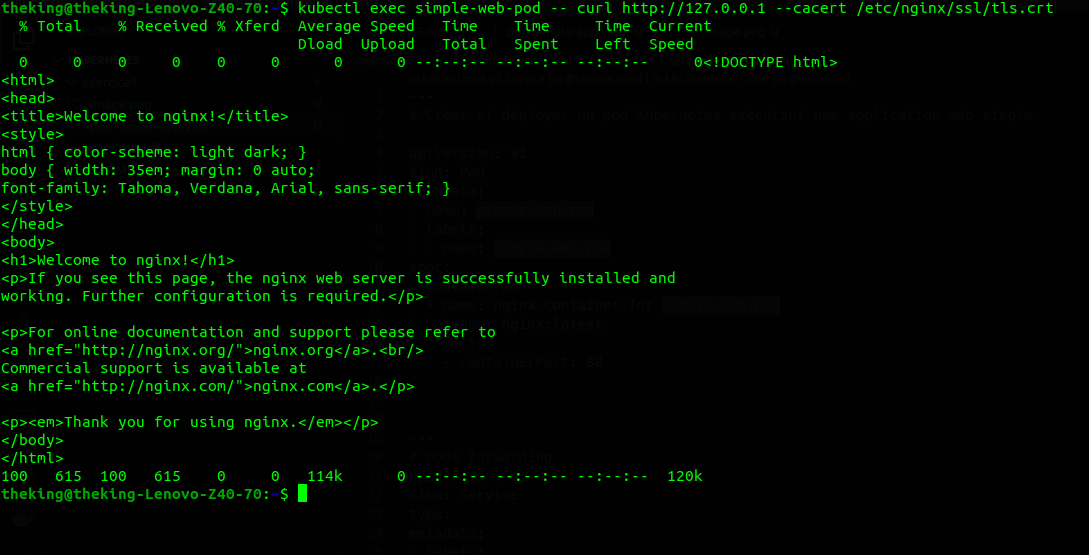 theking@theking-Lenovo-Z40-70:~$ kubectl exec simple-web-pod -- curl http://127.0.0.1 --cacert /etc/nginx/ssl/tls.crt
  % Total    % Received % Xferd  Average Speed   Time    Time     Time  Current
                                 Dload  Upload   Total   Spent    Left  Speed
  0     0    0     0    0     0      0      0 --:--:-- --:--:-- --:--:--     0<!DOCTYPE html>
<html>
<head>
<title>Welcome to nginx!</title>
<style>
html { color-scheme: light dark; }
body { width: 35em; margin: 0 auto;
font-family: Tahoma, Verdana, Arial, sans-serif; }
</style>
</head>
<body>
<h1>Welcome to nginx!</h1>
<p>If you see this page, the nginx web server is successfully installed and
working. Further configuration is required.</p>

<p>For online documentation and support please refer to
<a href="http://nginx.org/">nginx.org</a>.<br/>
Commercial support is available at
<a href="http://nginx.com/">nginx.com</a>.</p>

<p><em>Thank you for using nginx.</em></p>
</body>
</html>
100   615  100   615    0     0   114k      0 --:--:-- --:--:-- --:--:--  120k
theking@theking-Lenovo-Z40-70:~$